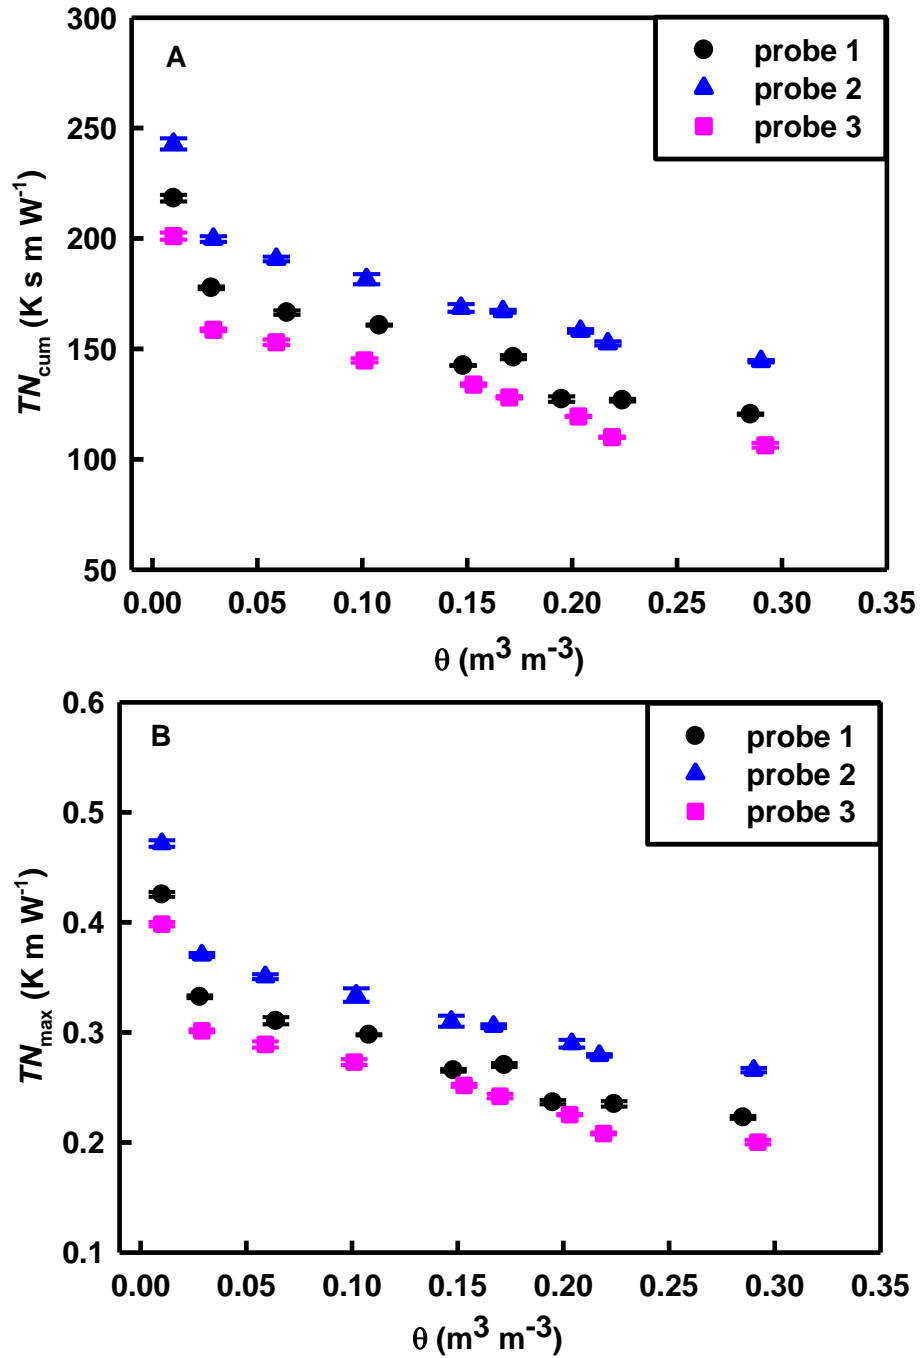 A
probe 1
probe 2
probe 3
300
250
200
150
100
50
TNcum (K s m W-1)
0.00 0.05 0.10 0.15 0.20 0.25 0.30 0.35
θ (m3 m-3)
B
probe 1
probe 2
probe 3
0.6
0.5
0.4
0.3
0.2
0.1
TNmax (K m W-1)
0.00 0.05 0.10 0.15 0.20 0.25 0.30 0.35
θ (m3 m-3)